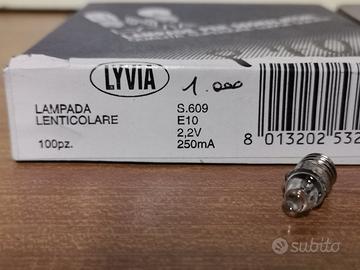 LYVIA
1.000
LAMPADA
LENTICOLARE
100pz.
S.609
E10
2,2V
250mA
8 013202 532
subito